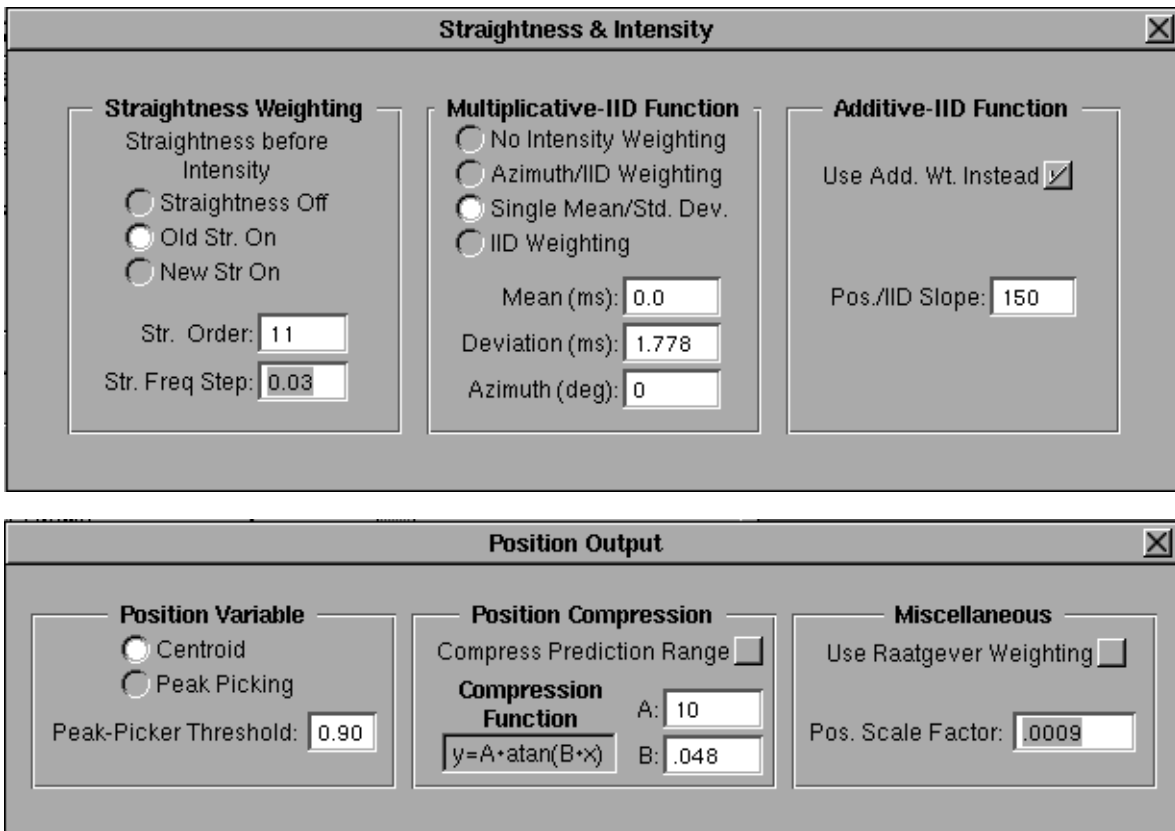 Straightness & Intensity
Straightness Weighting
Straightness before
Intensity
Straightness Off
Old Str. On
New Str On
Str. Order: 11
Str. Freq Step: 0.03
Multiplicative-IID Function
No Intensity Weighting
Azimuth/IID Weighting
Single Mean/Std. Dev.
IID Weighting
Mean (ms): 0.0
Deviation (ms): 1.778
Azimuth (deg): 0
Additive-IID Function
Use Add. Wt. Instead
Pos./IID Slope: 150
Position Output
Position Variable
Centroid
Peak Picking
Peak-Picker Threshold: 0.90
Position Compression
Compress Prediction Range
Compression
Function
y=A*atan(B*x)
A: 10
B: .048
Miscellaneous
Use Raatgever Weighting
Pos. Scale Factor: .0009